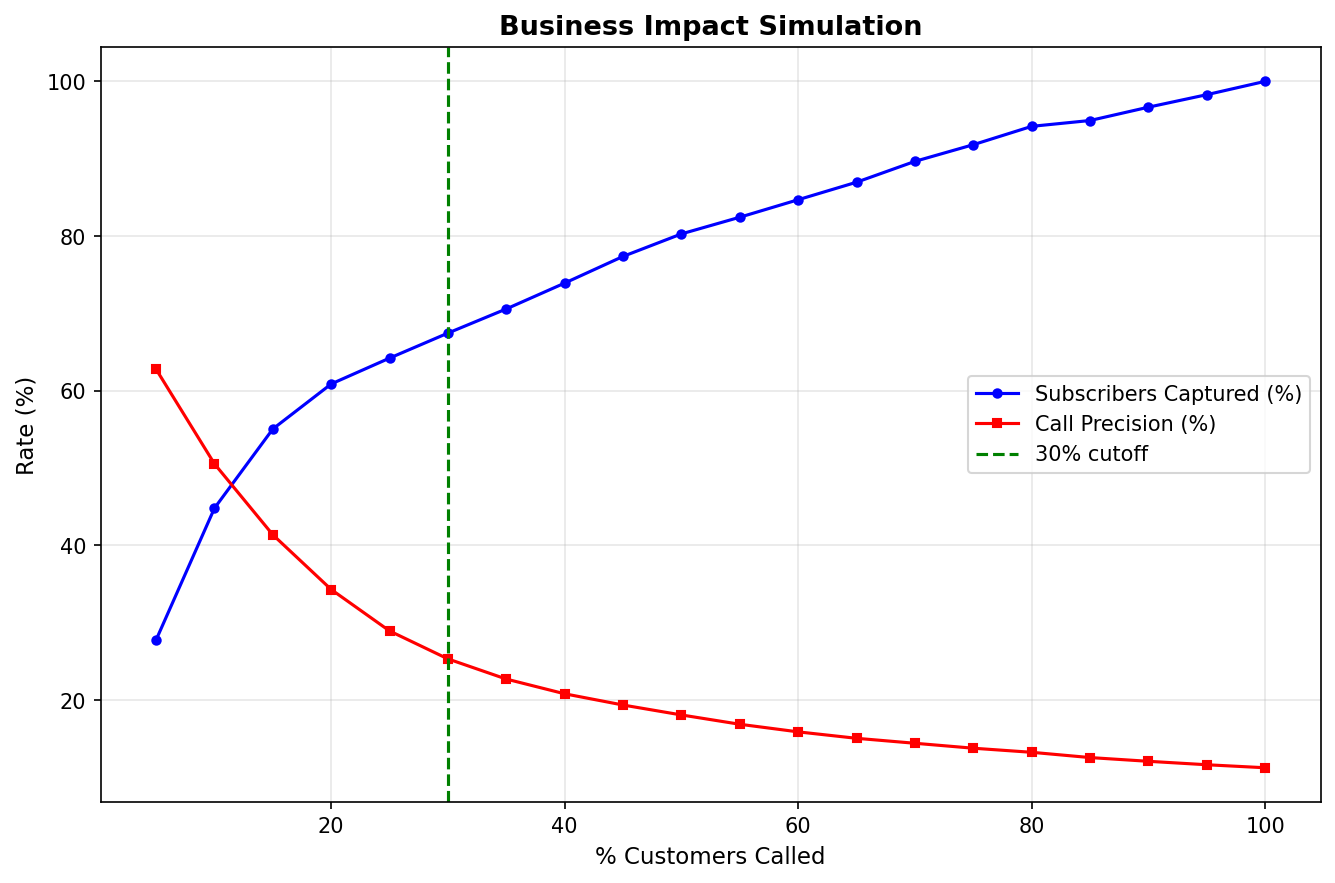 Business Impact Simulation
Rate (%)
100
80
60
40
20
Subscribers Captured (%)
Call Precision (%)
30% cutoff
20 40 60 80 100
% Customers Called